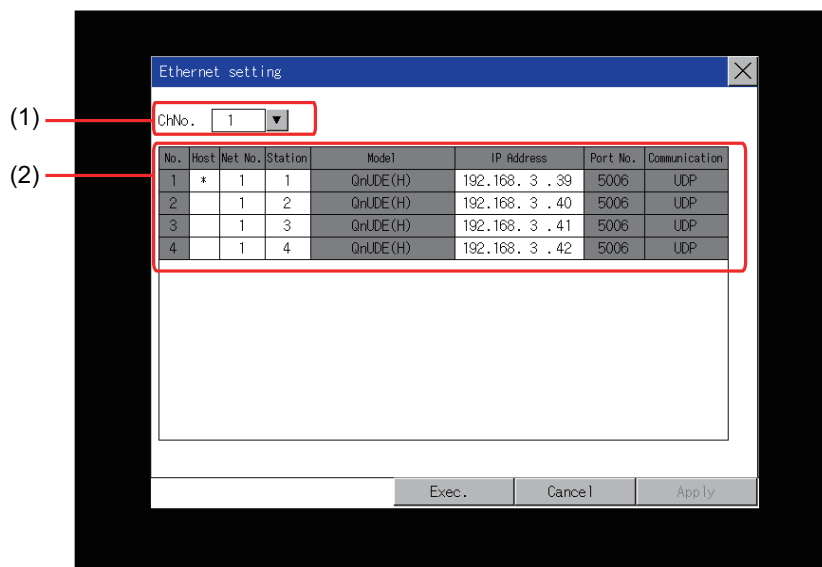 Ethernet setting
(1)
ChNo. 1 ▼
(2)
No. Host Net No. Station Model IP Address Port No. Communication
1 * 1 1 QnUDE(H) 192.168. 3 .39 5006 UDP
2 1 2 QnUDE(H) 192.168. 3 .40 5006 UDP
3 1 3 QnUDE(H) 192.168. 3 .41 5006 UDP
4 1 4 QnUDE(H) 192.168. 3 .42 5006 UDP
Exec. Cancel Apply